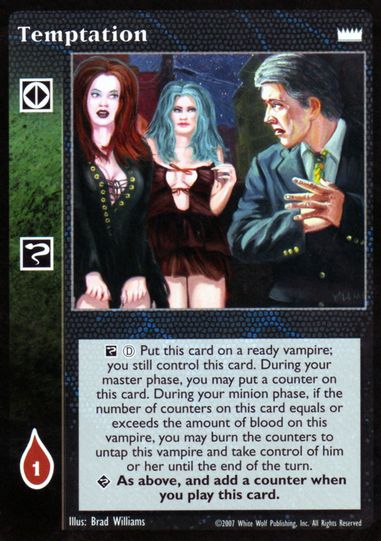 Temptation
Ⓓ Put this card on a ready vampire;
you still control this card. During your
master phase, you may put a counter on
this card. During your minion phase, if the
number of counters on this card equals or
exceeds the amount of blood on this
vampire, you may burn the counters to
untap this vampire and take control of him
or her until the end of the turn.
As above, and add a counter when
you play this card.
1
Illus: Brad Williams
©2007 White Wolf Publishing, Inc. All Rights Reserved.